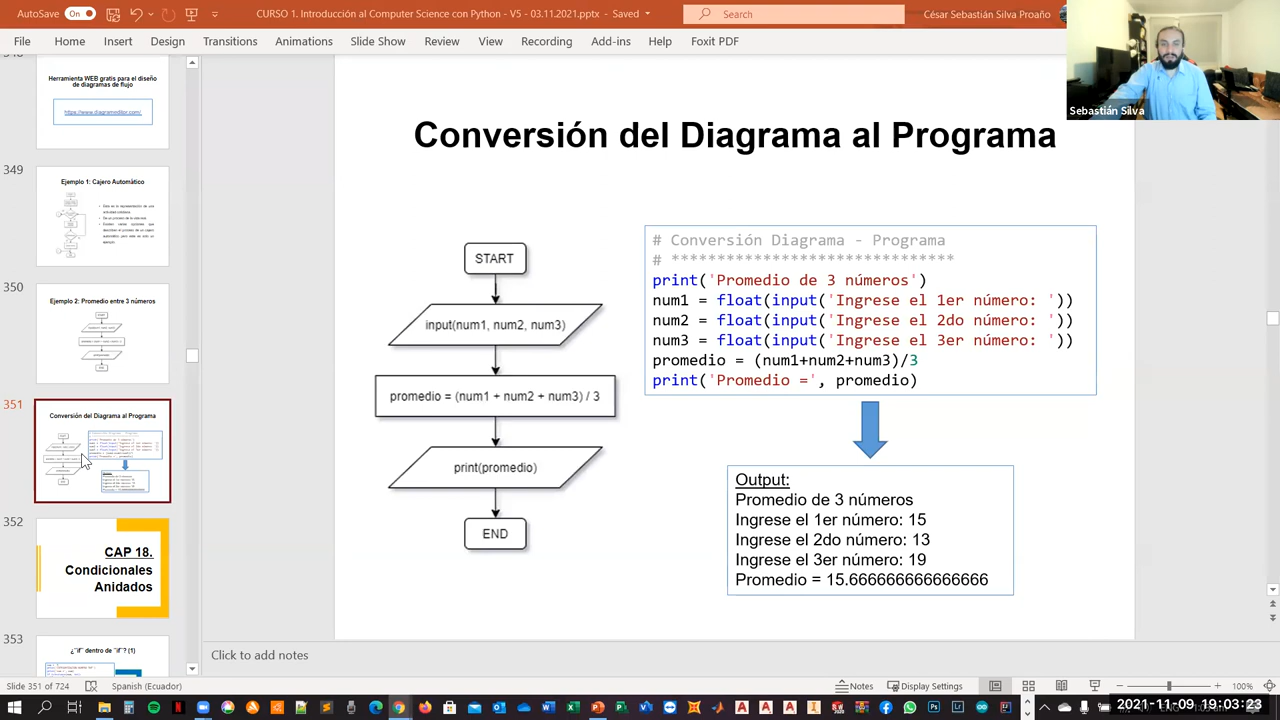 AutoSave On
CURSO 1. Introducción al Computer Science con Python - V5 - 03.11.2021.pptx - Saved
Search
César Sebastián Silva Proaño
File Home Insert Design Transitions Animations Slide Show Review View Recording Add-ins Help Foxit PDF
Sebastián Silva
Herramienta WEB gratis para el diseño
de diagramas de flujo
https://www.diagrameditor.com/
349
Ejemplo 1: Cajero Automático
350
Ejemplo 2: Promedio entre 3 números
351
Conversión del Diagrama al Programa
352
CAP 18.
Condicionales
Anidados
353
¿"if" dentro de "if"? (1)
Conversión del Diagrama al Programa
START
input(num1, num2, num3)
promedio = (num1 + num2 + num3) / 3
print(promedio)
END
# Conversión Diagrama - Programa
# ******************************
print('Promedio de 3 números')
num1 = float(input('Ingrese el 1er número: '))
num2 = float(input('Ingrese el 2do número: '))
num3 = float(input('Ingrese el 3er número: '))
promedio = (num1+num2+num3)/3
print('Promedio =', promedio)
Output:
Promedio de 3 números
Ingrese el 1er número: 15
Ingrese el 2do número: 13
Ingrese el 3er número: 19
Promedio = 15.666666666666666
Click to add notes
Slide 351 of 724
Spanish (Ecuador)
Notes
Display Settings
100%
2021-11-09 19:03:23